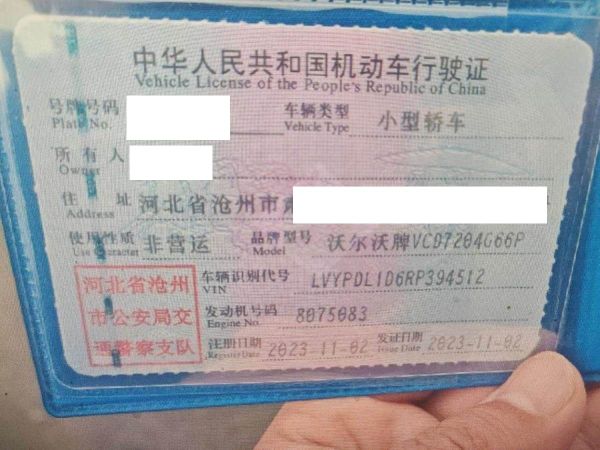 中华人民共和国机动车行驶证
Vehicle License of the People's Republic of China
号牌号码 车辆类型 小型轿车
Plate No. Vehicle Type
所有人
Owner
住址 河北省沧州市
Address
使用性质 非营运 品牌型号 沃尔沃牌VCD7204G66P
Use Character Model
河北省沧州 车辆识别代号 LVYPDL1D6RP394512
VIN
市公安局交 发动机号码 8075083
Engine No.
通警察支队 注册日期 2023-11-02 发证日期 2023-11-02
Register Date Issue Date